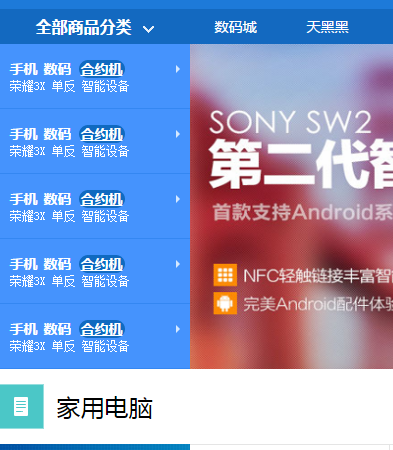 全部商品分类 数码城 天黑黑
手机 数码 合约机
荣耀3X 单反 智能设备
手机 数码 合约机
荣耀3X 单反 智能设备
手机 数码 合约机
荣耀3X 单反 智能设备
手机 数码 合约机
荣耀3X 单反 智能设备
手机 数码 合约机
荣耀3X 单反 智能设备
SONY SW2
第二代智
首款支持Android系
NFC轻触链接丰富智能
完美Android配件体验
家用电脑